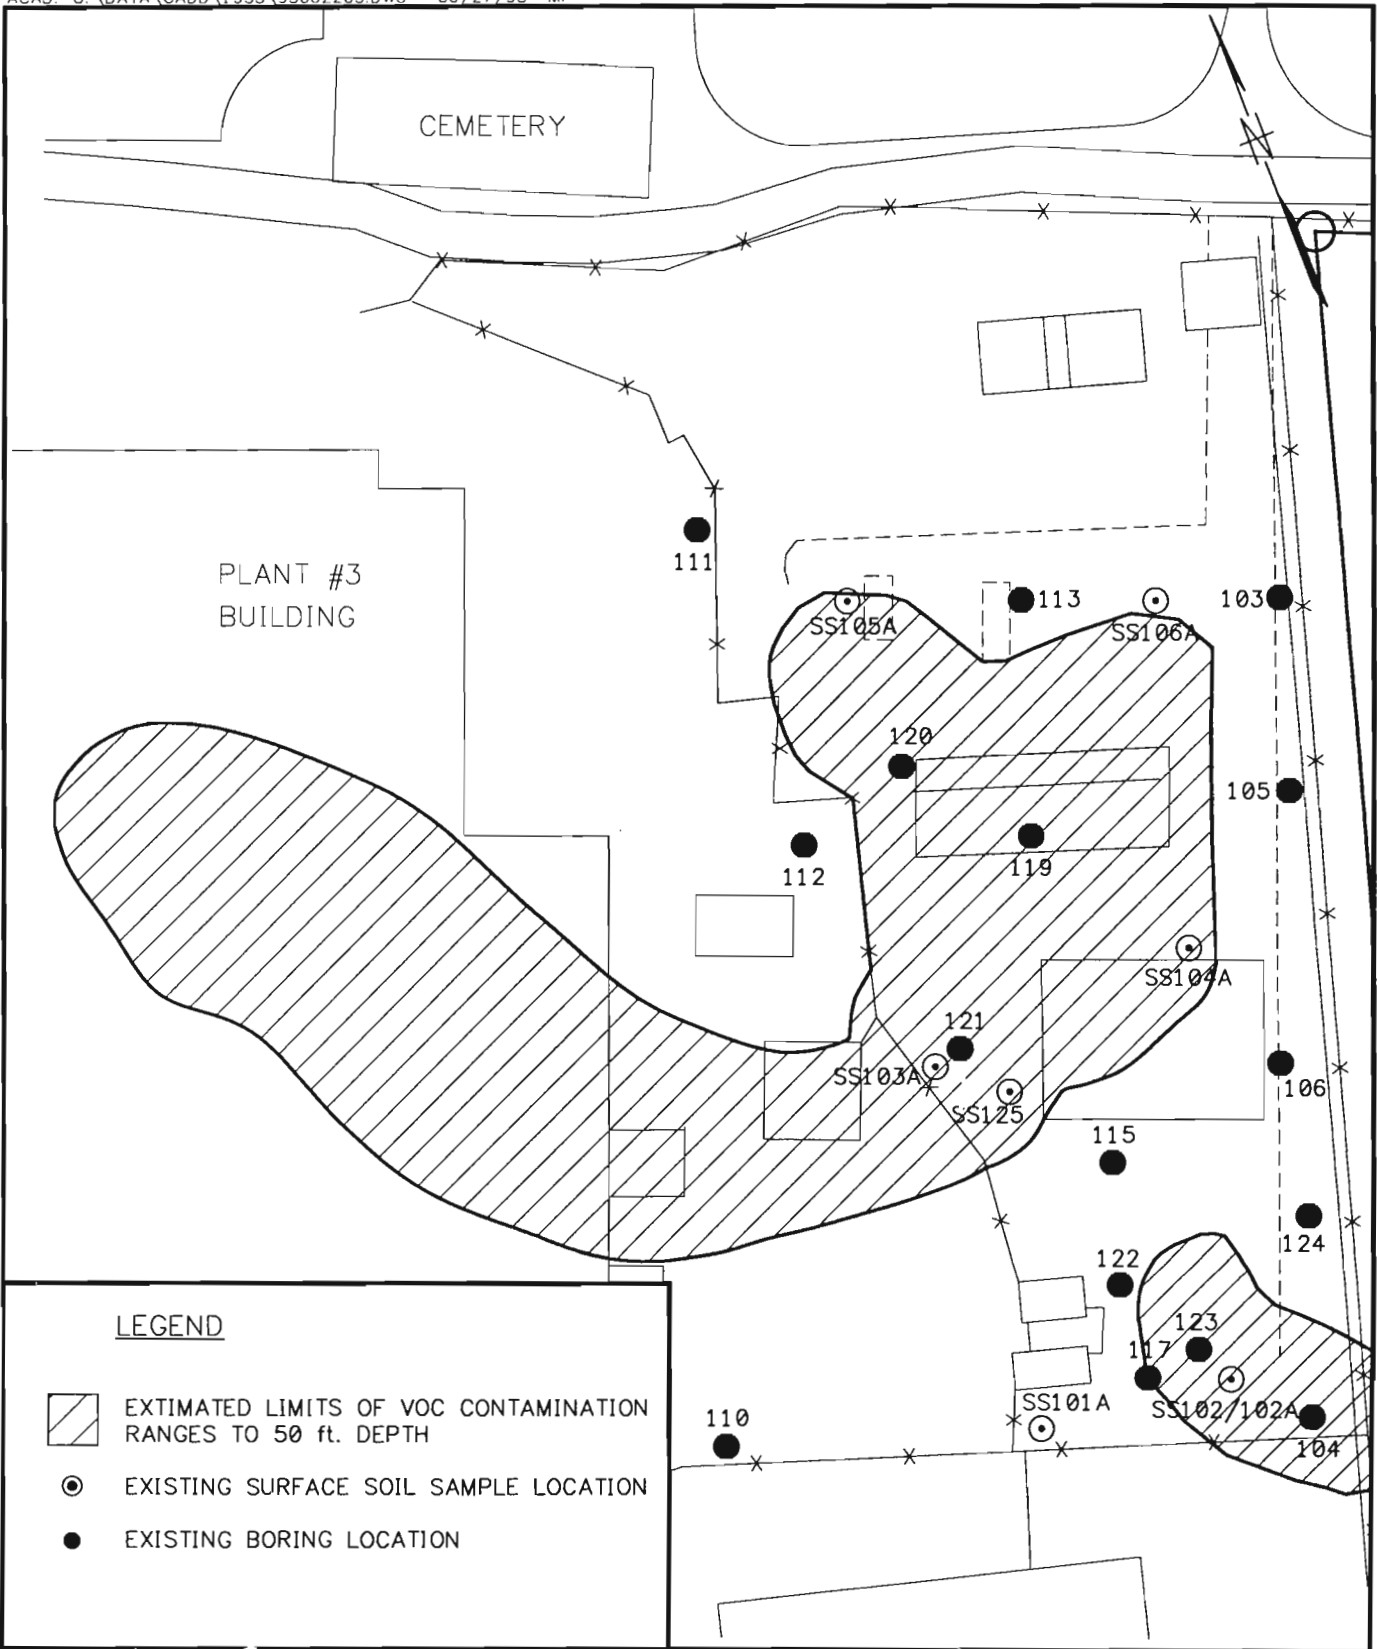 CEMETERY
111
PLANT #3
BUILDING
113
103
SS105A
SS106A
120
105
112
119
SS104A
121
SS103A
106
SS125
115
124
122
LEGEND
123
117
EXTIMATED LIMITS OF VOC CONTAMINATION
RANGES TO 50 ft. DEPTH
SS101A
SS102/102A
110
104
EXISTING SURFACE SOIL SAMPLE LOCATION
EXISTING BORING LOCATION